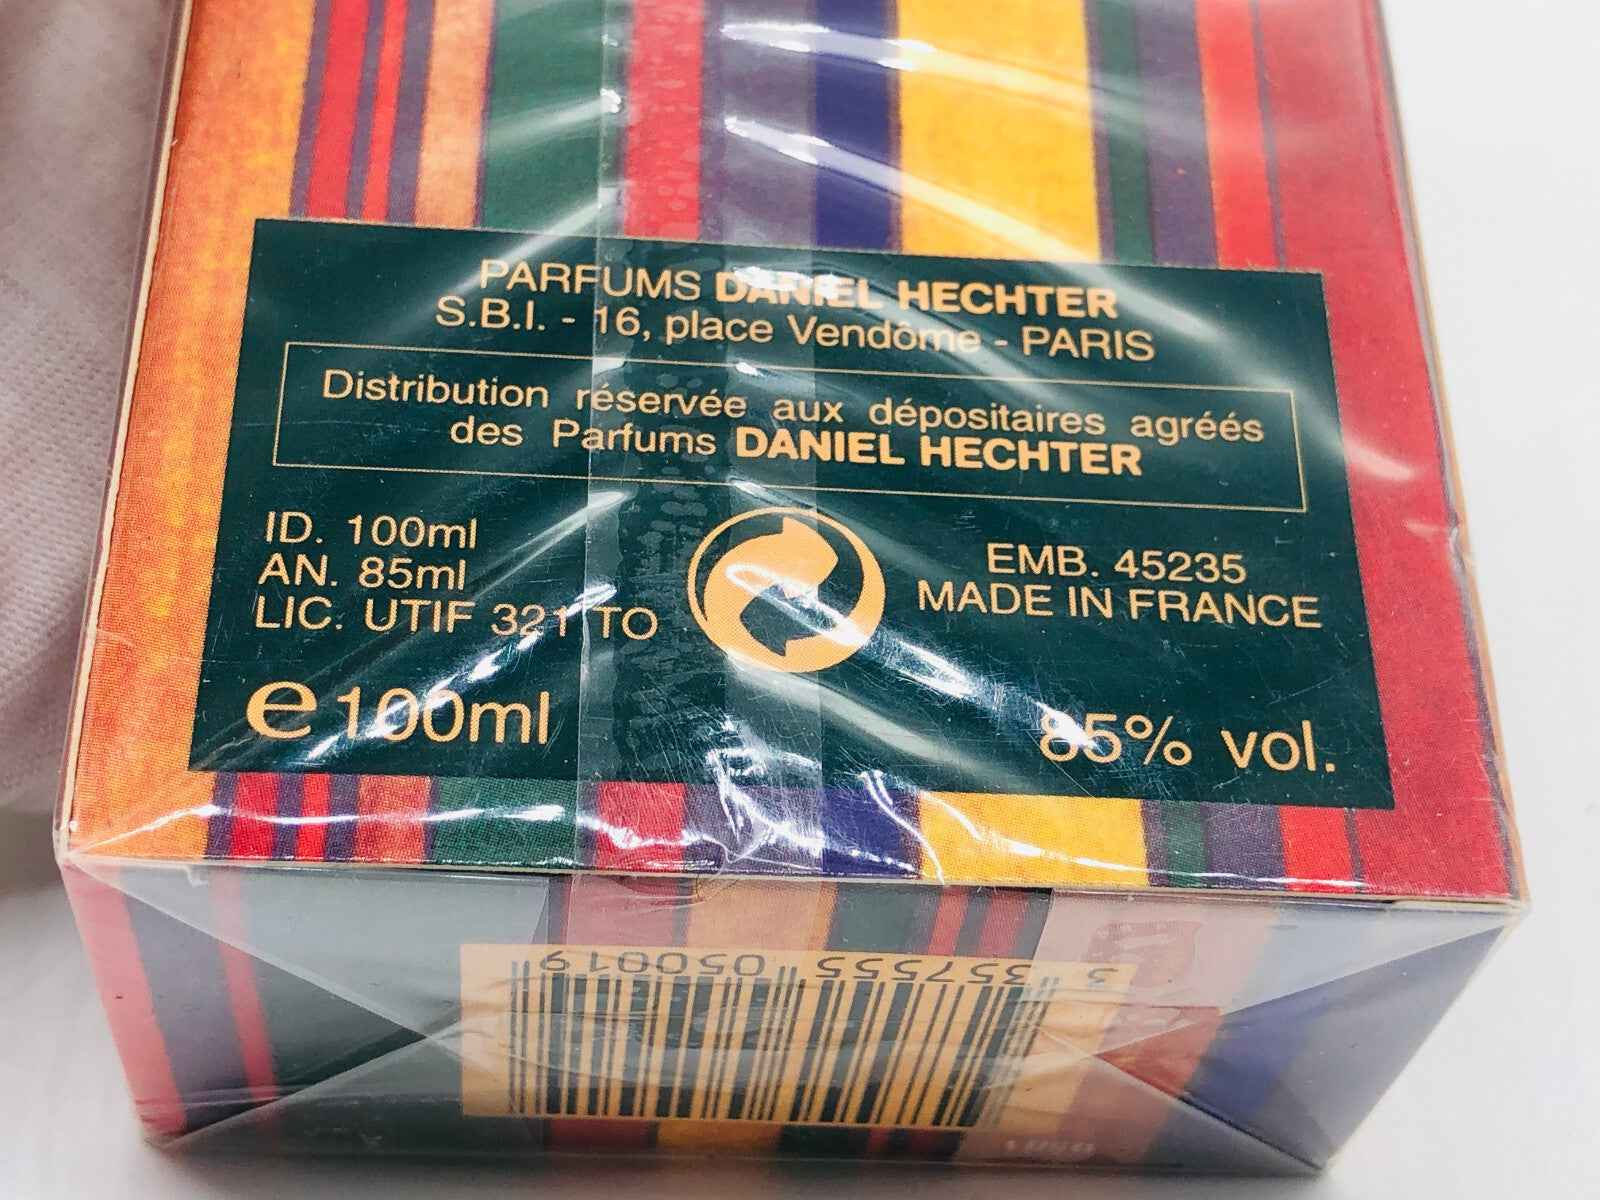 PARFUMS DANIEL HECHTER
S.B.I. - 16, place Vendôme - PARIS
Distribution réservée aux dépositaires agréés
des Parfums DANIEL HECHTER
ID. 100ml
AN. 85ml
LIC. UTIF 321 TO
EMB. 45235
MADE IN FRANCE
e 100ml
85% vol.
3 357555 050019